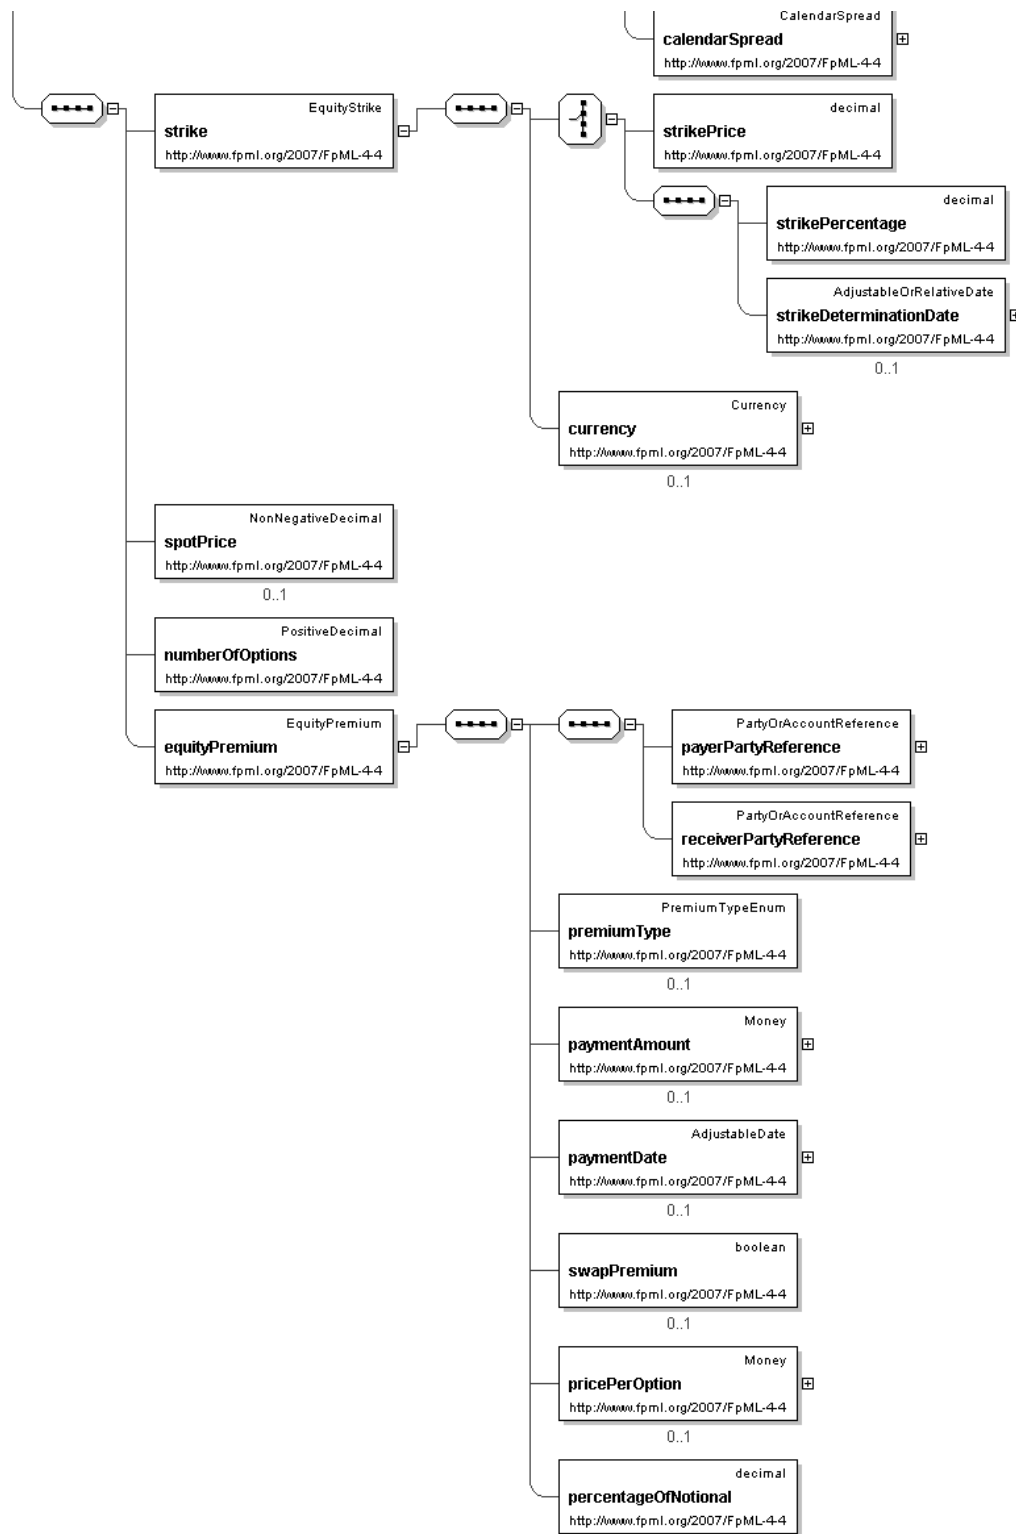 CalendarSpread
calendarSpread
http://www.fpml.org/2007/FpML-4-4
EquityStrike
strike
http://www.fpml.org/2007/FpML-4-4
decimal
strikePrice
http://www.fpml.org/2007/FpML-4-4
decimal
strikePercentage
http://www.fpml.org/2007/FpML-4-4
AdjustableOrRelativeDate
strikeDeterminationDate
http://www.fpml.org/2007/FpML-4-4
0..1
Currency
currency
http://www.fpml.org/2007/FpML-4-4
0..1
NonNegativeDecimal
spotPrice
http://www.fpml.org/2007/FpML-4-4
0..1
PositiveDecimal
numberOfOptions
http://www.fpml.org/2007/FpML-4-4
EquityPremium
equityPremium
http://www.fpml.org/2007/FpML-4-4
PartyOrAccountReference
payerPartyReference
http://www.fpml.org/2007/FpML-4-4
PartyOrAccountReference
receiverPartyReference
http://www.fpml.org/2007/FpML-4-4
PremiumTypeEnum
premiumType
http://www.fpml.org/2007/FpML-4-4
0..1
Money
paymentAmount
http://www.fpml.org/2007/FpML-4-4
0..1
AdjustableDate
paymentDate
http://www.fpml.org/2007/FpML-4-4
0..1
boolean
swapPremium
http://www.fpml.org/2007/FpML-4-4
0..1
Money
pricePerOption
http://www.fpml.org/2007/FpML-4-4
0..1
decimal
percentageOfNotional
http://www.fpml.org/2007/FpML-4-4